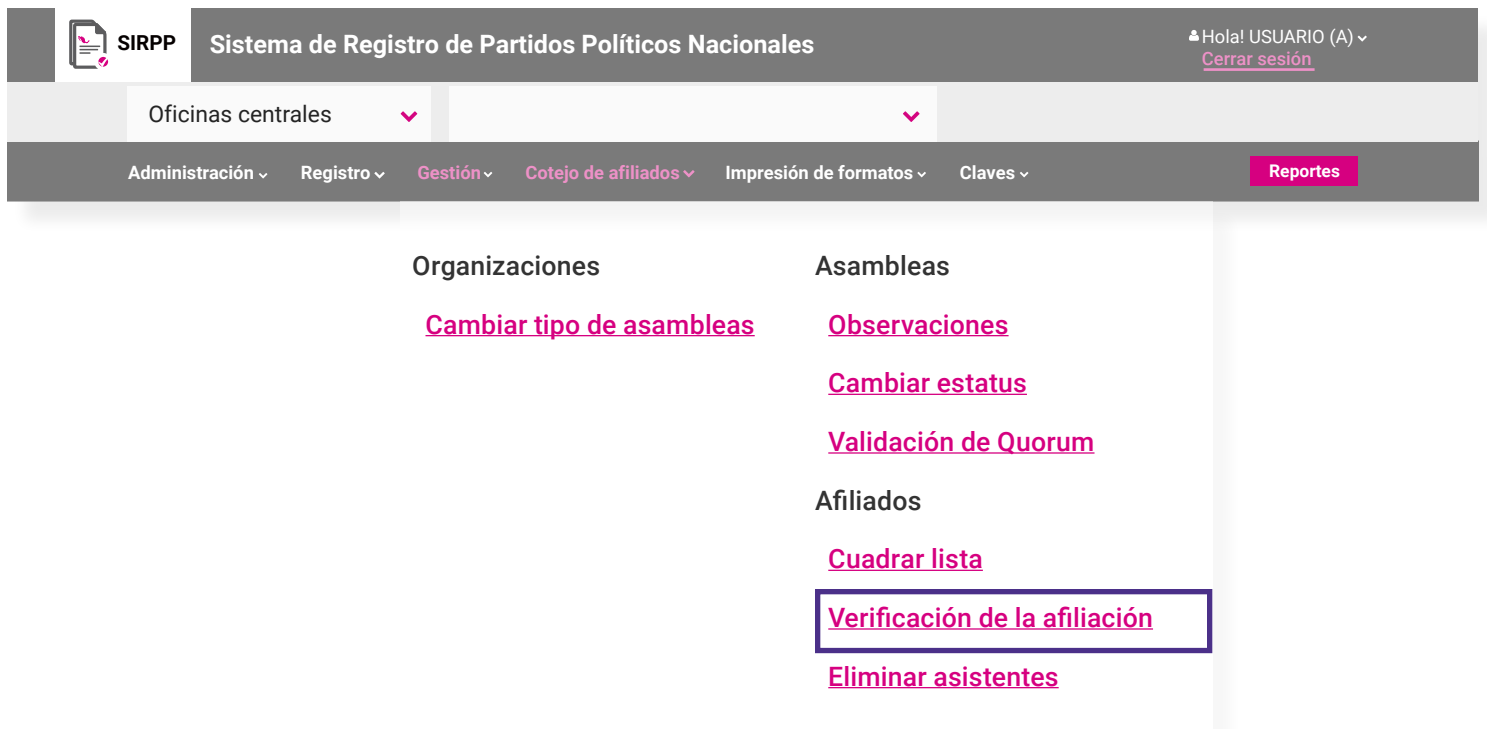 SIRPP
Sistema de Registro de Partidos Políticos Nacionales
Hola! USUARIO (A)
Cerrar sesión
Oficinas centrales
Administración Registro Gestión Cotejo de afiliados Impresión de formatos Claves Reportes
Organizaciones
Cambiar tipo de asambleas
Asambleas
Observaciones
Cambiar estatus
Validación de Quorum
Afiliados
Cuadrar lista
Verificación de la afiliación
Eliminar asistentes